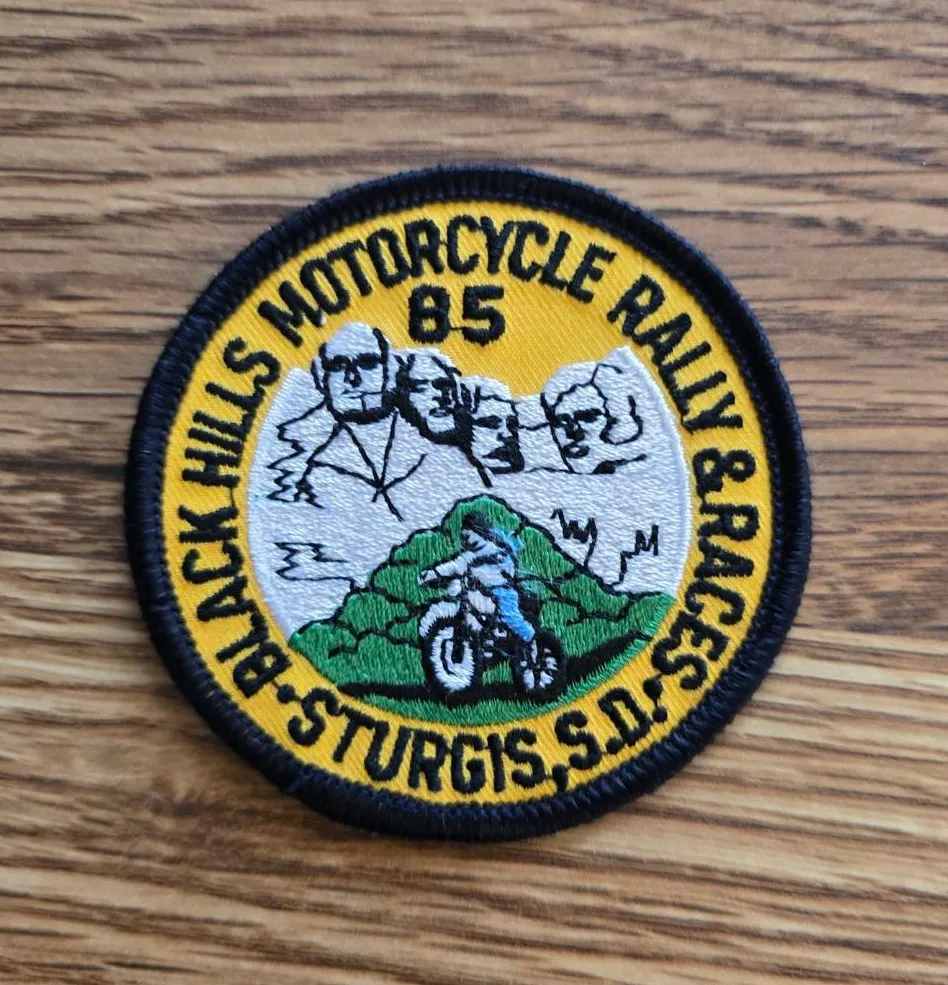 BLACK HILLS MOTORCYCLE RALLY & RACES
85
•STURGIS, S.D.•